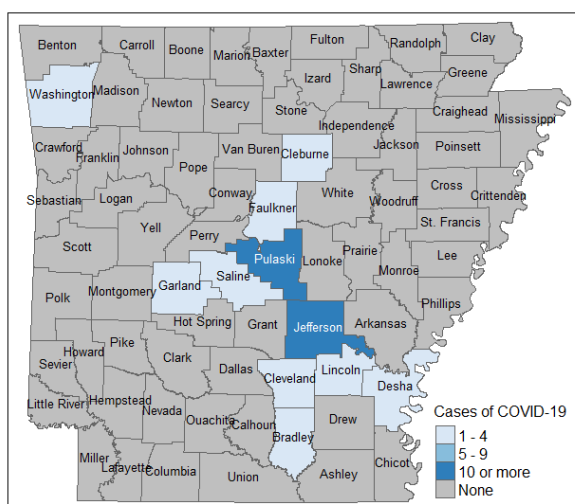 Benton
Carroll
Boone
Marion
Baxter
Fulton
Randolph
Clay
Izard
Sharp
Lawrence
Greene
Washington
Madison
Newton
Searcy
Stone
Independence
Craighead
Mississippi
Crawford
Franklin
Johnson
Pope
Van Buren
Cleburne
Jackson
Poinsett
Sebastian
Logan
Conway
Faulkner
White
Woodruff
Cross
Crittenden
St. Francis
Scott
Yell
Perry
Pulaski
Lonoke
Prairie
Monroe
Lee
Phillips
Polk
Montgomery
Garland
Saline
Hot Spring
Grant
Jefferson
Arkansas
Sevier
Howard
Pike
Clark
Dallas
Cleveland
Lincoln
Desha
Little River
Hempstead
Nevada
Ouachita
Calhoun
Bradley
Drew
Miller
Lafayette
Columbia
Union
Ashley
Chicot
Cases of COVID-19
1 - 4
5 - 9
10 or more
None